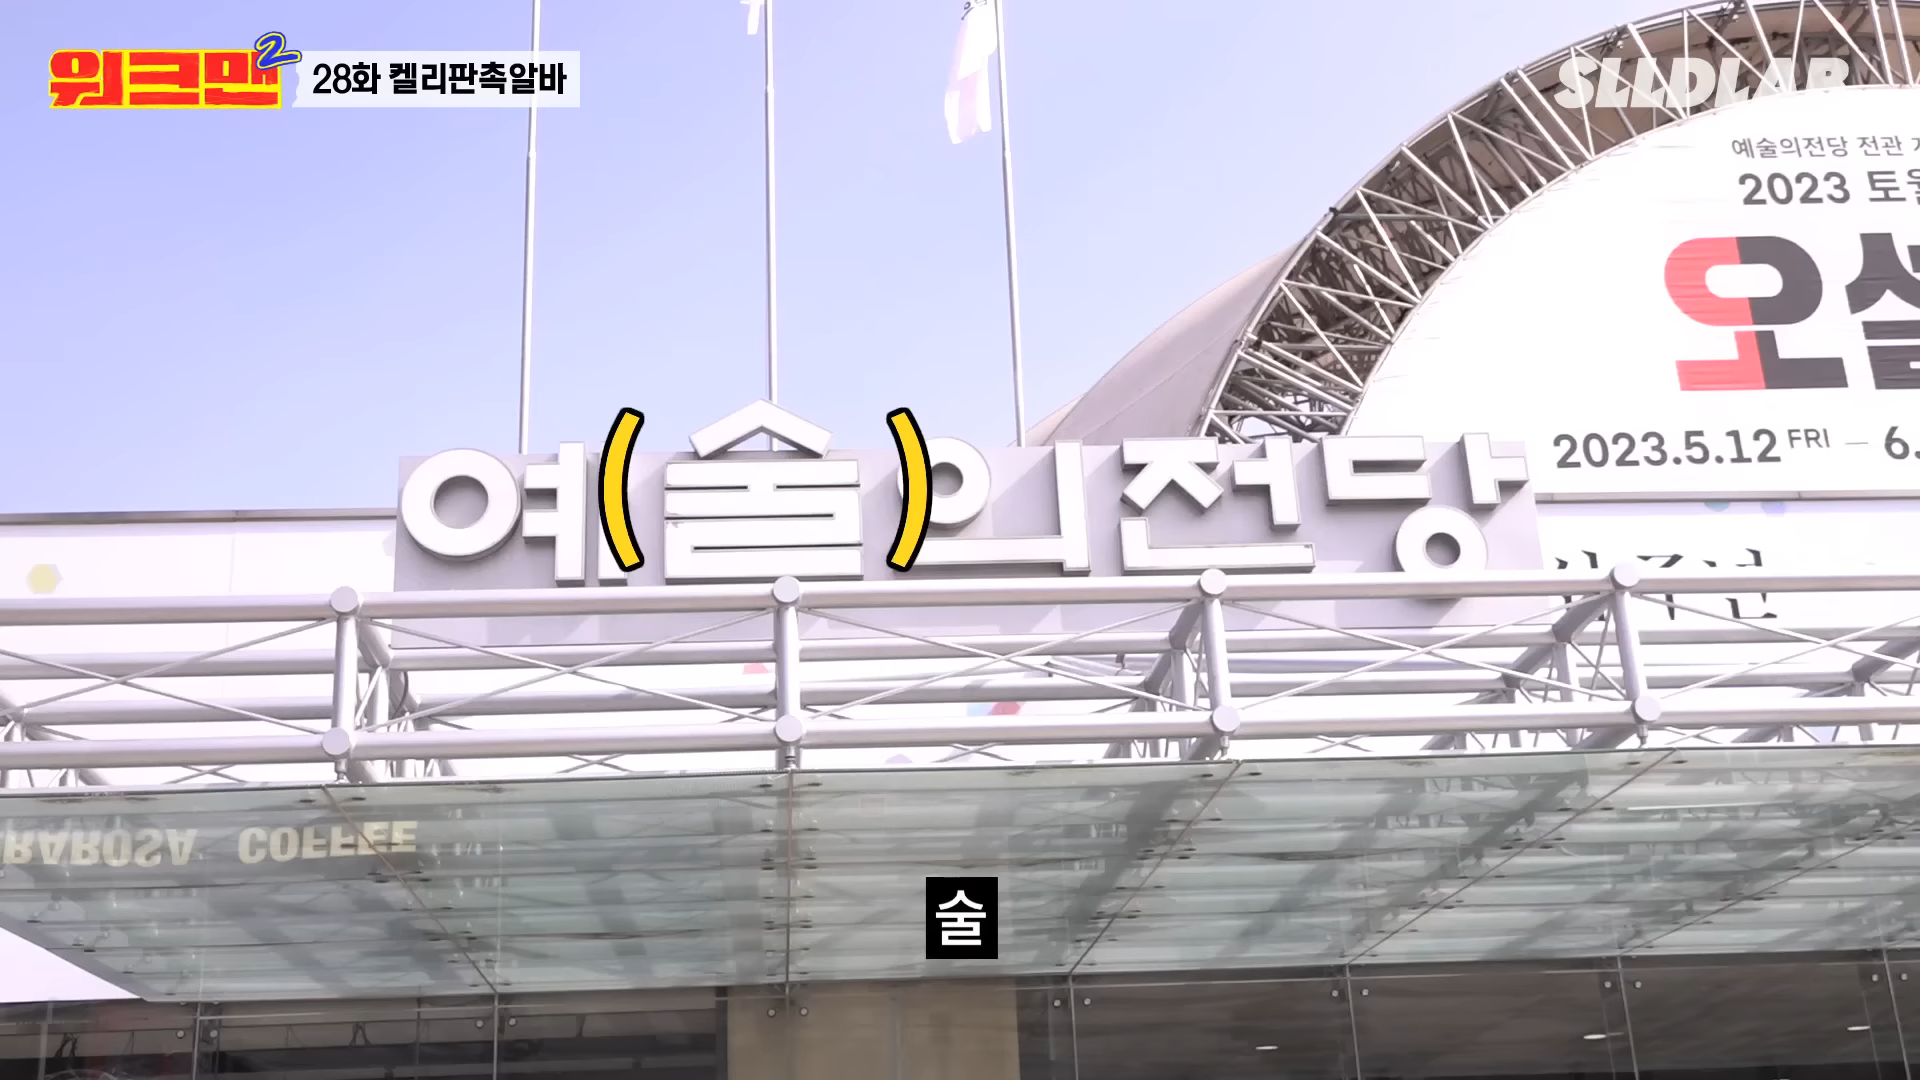 워크맨2
28화 켈리판촉알바
SLLDLAB
예술의전당 전관
2023
오
2023.5.12 FRI –
예(술)의전당
COFFEE
술